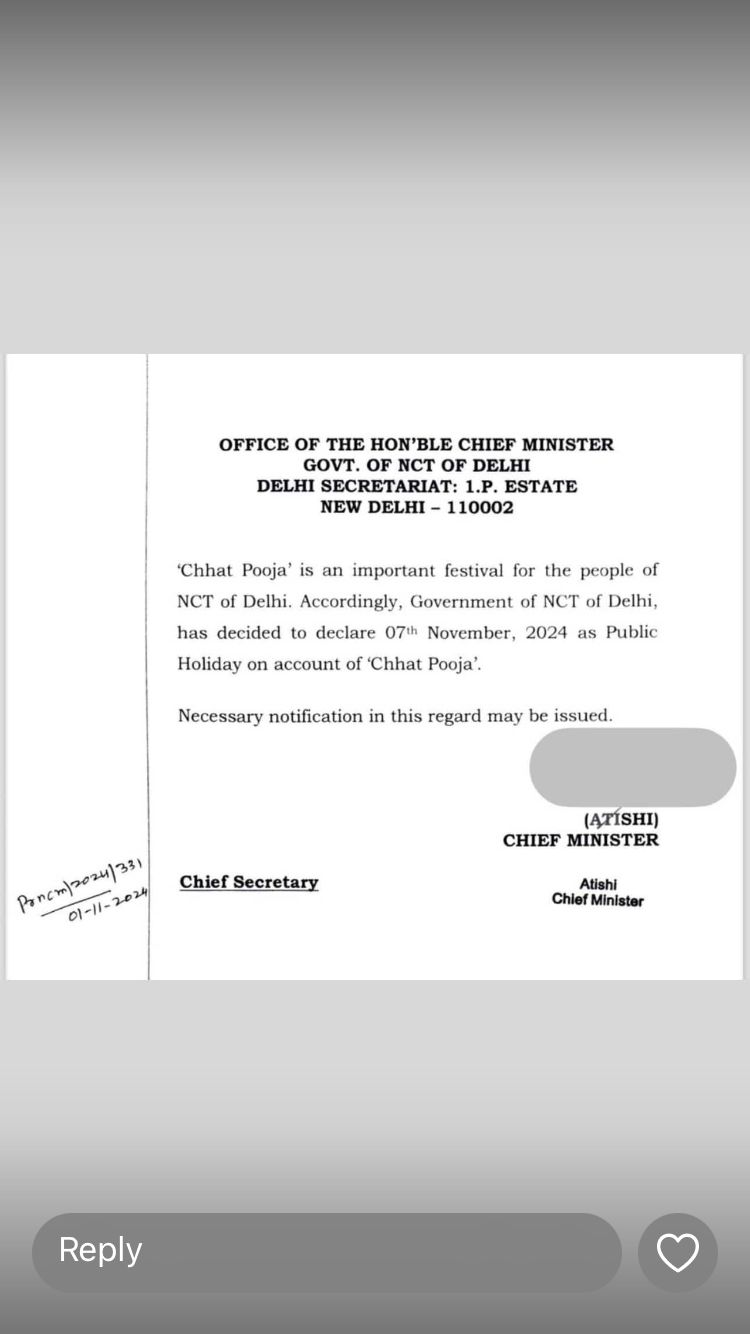 OFFICE OF THE HON'BLE CHIEF MINISTER
GOVT. OF NCT OF DELHI
DELHI SECRETARIAT: 1.P. ESTATE
NEW DELHI – 110002
‘Chhat Pooja’ is an important festival for the people of
NCT of Delhi. Accordingly, Government of NCT of Delhi,
has decided to declare 07th November, 2024 as Public
Holiday on account of ‘Chhat Pooja’.
Necessary notification in this regard may be issued.
(ATISHI)
CHIEF MINISTER
Chief Secretary
Atishi
Chief Minister
2024/331
01-11-2024
Reply